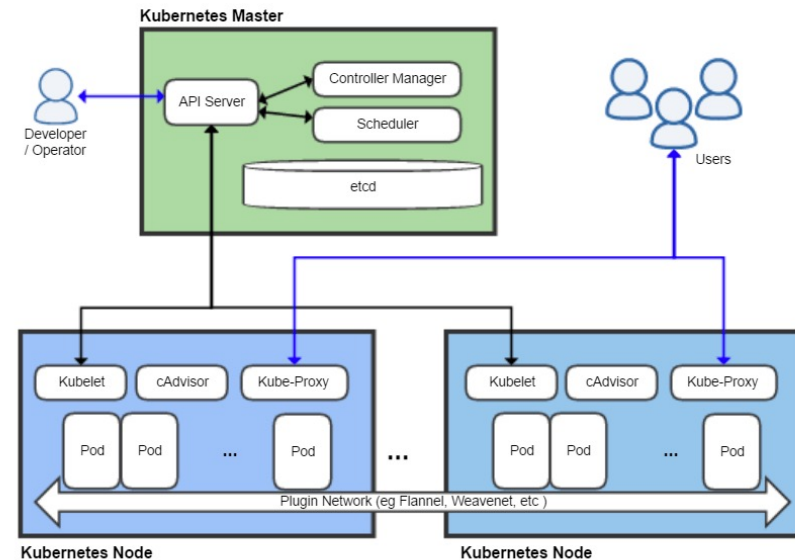 Kubernetes Master
API Server
Controller Manager
Scheduler
etcd
Developer
/ Operator
Users
Kubelet
cAdvisor
Kube-Proxy
Pod
Pod
...
Pod
...
Kubelet
cAdvisor
Kube-Proxy
Pod
Pod
...
Pod
Plugin Network (eg Flannel, Weavenet, etc )
Kubernetes Node
Kubernetes Node